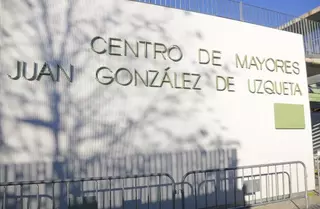 CENTRO DE MAYORES
JUAN GONZÁLEZ DE UZQUETA